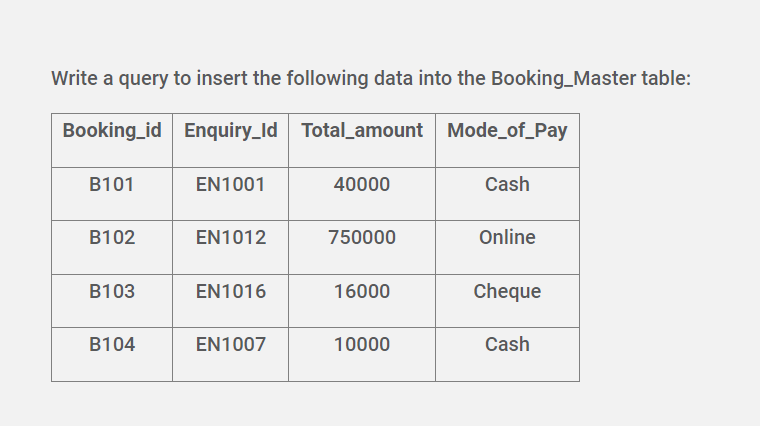 Write a query to insert the following data into the Booking_Master table:
Booking_id Enquiry_Id Total_amount Mode_of_Pay
B101 EN1001 40000 Cash
B102 EN1012 750000 Online
B103 EN1016 16000 Cheque
B104 EN1007 10000 Cash